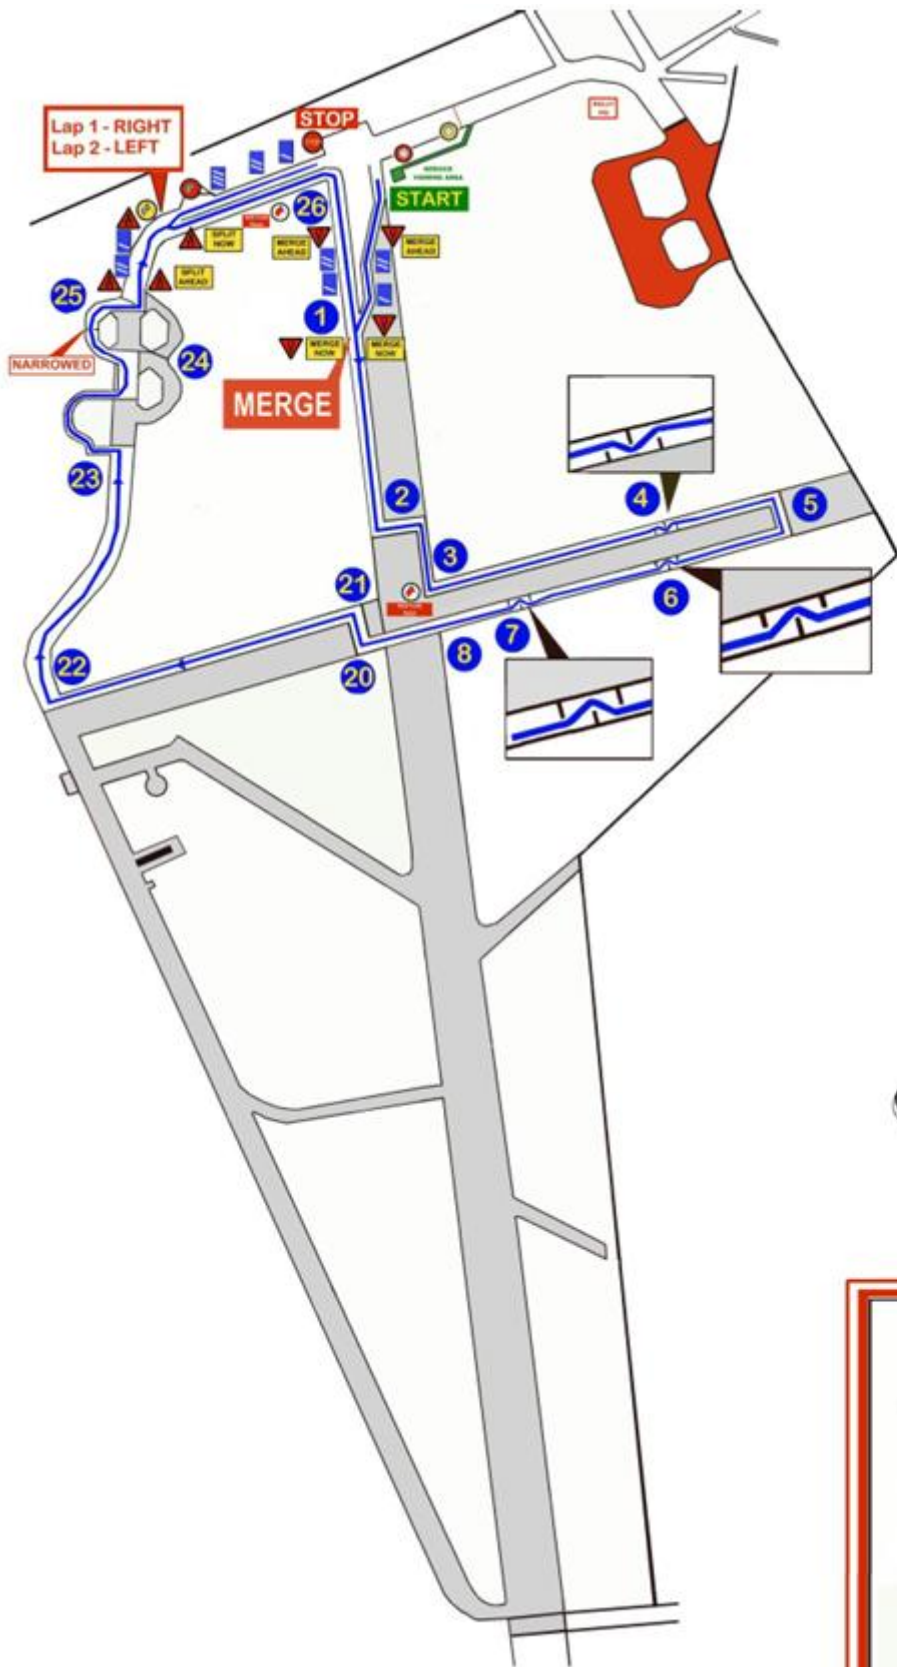 STOP
Lap 1 - RIGHT
Lap 2 - LEFT
START
26
SPLIT
NOW
MERGE
AHEAD
MERGE
AHEAD
25
SPLIT
AHEAD
1
MERGE
NOW
MERGE
NOW
NARROWED
24
MERGE
23
2
4
5
3
21
6
7
8
22
20